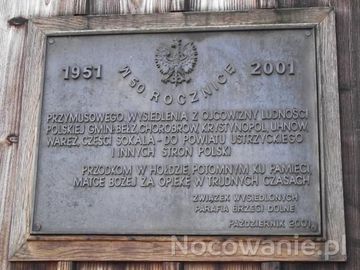 1951 2001
W 50 ROCZNICĘ
PRZYMUSOWEGO WYSIEDLENIA Z OJCOWIZNY LUDNOŚCI
POLSKIEJ GMIN: BEŁZ CHOROBRÓW, KRYSTYNOPOL, UHNÓW,
WARĘŻ, CZĘŚCI SOKALA - DO POWIATU USTRZYCKIEGO
I INNYCH STRON POLSKI
PRZODKOM W HOŁDZIE POTOMNYM KU PAMIĘCI
MATCE BOŻEJ ZA OPIEKĘ W TRUDNYCH CZASACH
ZWIĄZEK WYSIEDLONYCH
PARAFIA BRZEGI DOLNE
PAŹDZIERNIK 2001
Nocowanie.pl